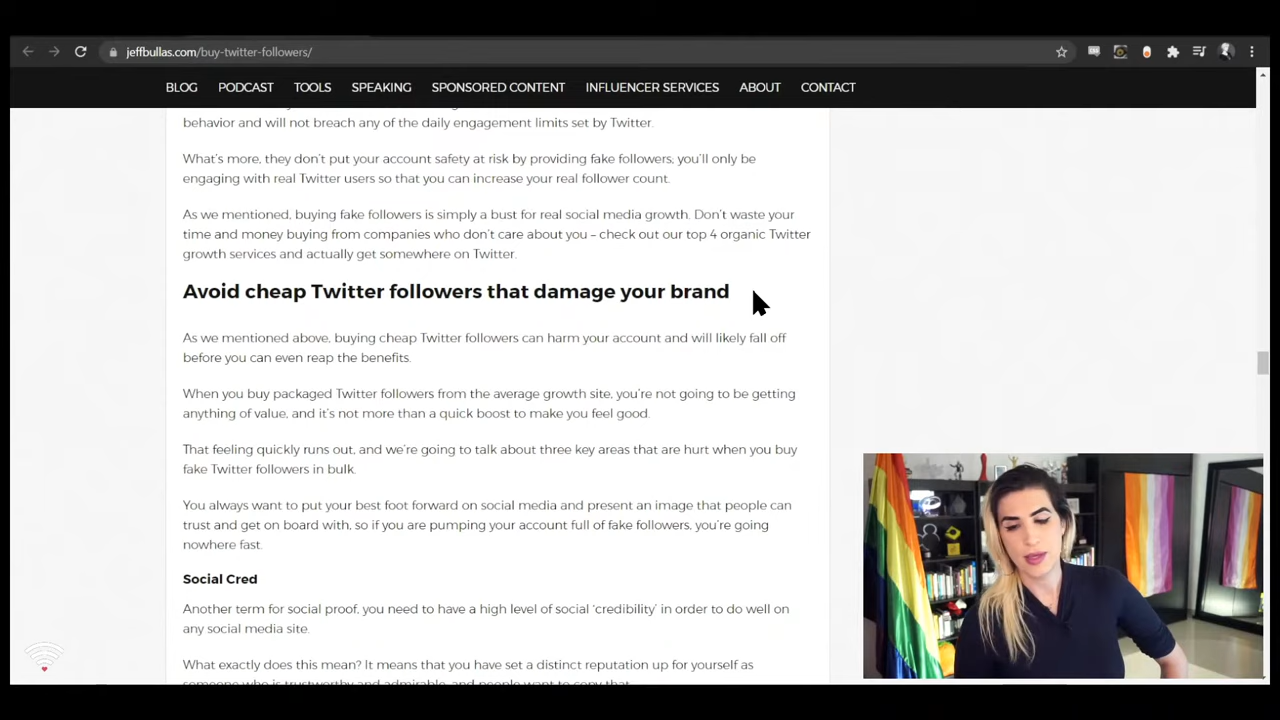 jeffbullas.com/buy-twitter-followers/
BLOG PODCAST TOOLS SPEAKING SPONSORED CONTENT INFLUENCER SERVICES ABOUT CONTACT
behavior and will not breach any of the daily engagement limits set by Twitter.
What's more, they don't put your account safety at risk by providing fake followers, you'll only be
engaging with real Twitter users so that you can increase your real follower count.
As we mentioned, buying fake followers is simply a bust for real social media growth. Don't waste your
time and money buying from companies who don't care about you – check out our top 4 organic Twitter
growth services and actually get somewhere on Twitter.
Avoid cheap Twitter followers that damage your brand
As we mentioned above, buying cheap Twitter followers can harm your account and will likely fall off
before you can even reap the benefits.
When you buy packaged Twitter followers from the average growth site, you're not going to be getting
anything of value, and it's not more than a quick boost to make you feel good.
That feeling quickly runs out, and we're going to talk about three key areas that are hurt when you buy
fake Twitter followers in bulk.
You always want to put your best foot forward on social media and present an image that people can
trust and get on board with, so if you are pumping your account full of fake followers, you're going
nowhere fast.
Social Cred
Another term for social proof, you need to have a high level of social 'credibility' in order to do well on
any social media site.
What exactly does this mean? It means that you have set a distinct reputation up for yourself as
someone who is trustworthy and admirable, and people want to copy that.